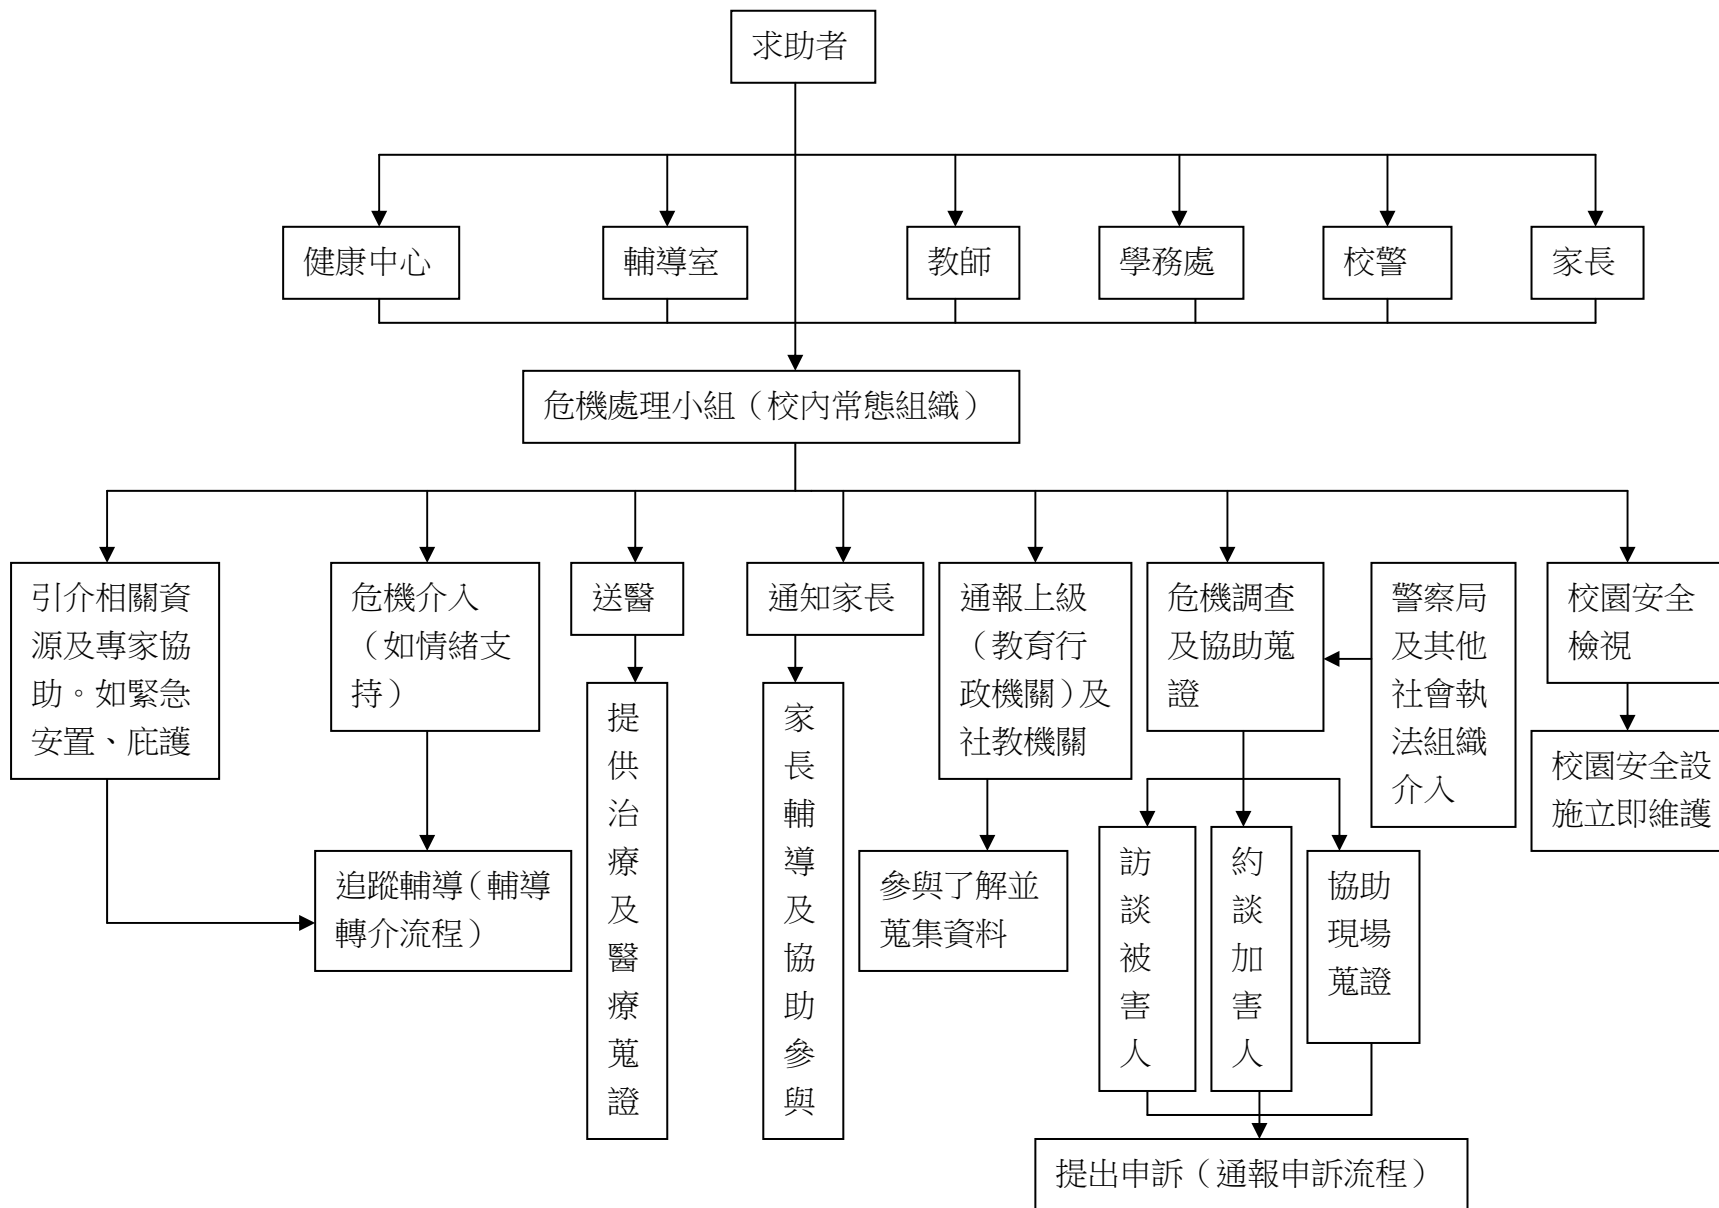 求助者
健康中心
輔導室
教師
學務處
校警
家長
危機處理小組（校內常態組織）
引介相關資
源及專家協
助。如緊急
安置、庇護
危機介入
（如情緒支
持）
送醫
通知家長
通報上級
（教育行
政機關）及
社教機關
危機調查
及協助蒐
證
警察局
及其他
社會執
法組織
介入
校園安全
檢視
追蹤輔導（輔導
轉介流程）
提供治療及醫療蒐證
家長輔導及協助參與
參與了解並
蒐集資料
訪談被害人
約談加害人
協助
現場
蒐證
校園安全設
施立即維護
提出申訴（通報申訴流程）